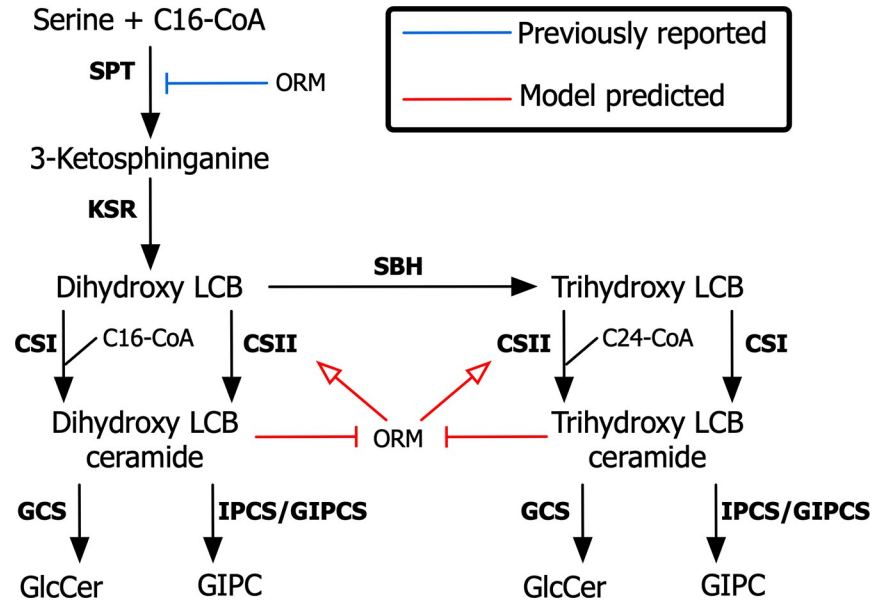 Serine + C16-CoA
Previously reported
SPT
ORM
Model predicted
3-Ketosphinganine
KSR
SBH
Dihydroxy LCB
Trihydroxy LCB
CSI
C16-CoA
CSII
CSII
C24-CoA
CSI
Dihydroxy LCB
ceramide
ORM
Trihydroxy LCB
ceramide
GCS
IPCS/GIPCS
GCS
IPCS/GIPCS
GlcCer
GIPC
GlcCer
GIPC